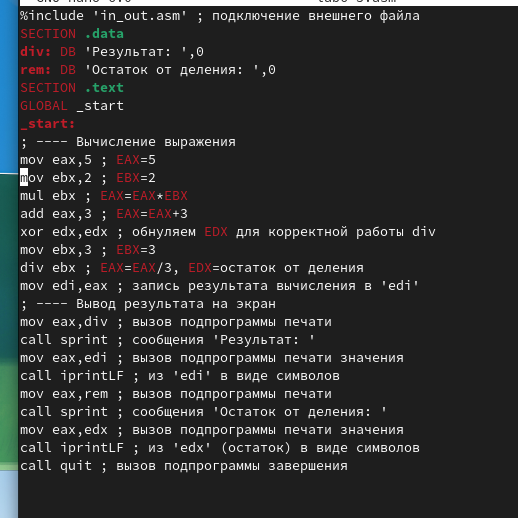 %include 'in_out.asm' ; подключение внешнего файла
SECTION .data
div: DB 'Результат: ',0
rem: DB 'Остаток от деления: ',0
SECTION .text
GLOBAL _start
_start:
; ---- Вычисление выражения
mov eax,5 ; EAX=5
mov ebx,2 ; EBX=2
mul ebx ; EAX=EAX*EBX
add eax,3 ; EAX=EAX+3
xor edx,edx ; обнуляем EDX для корректной работы div
mov ebx,3 ; EBX=3
div ebx ; EAX=EAX/3, EDX=остаток от деления
mov edi,eax ; запись результата вычисления в 'edi'
; ---- Вывод результата на экран
mov eax,div ; вызов подпрограммы печати
call sprint ; сообщения 'Результат: '
mov eax,edi ; вызов подпрограммы печати значения
call iprintLF ; из 'edi' в виде символов
mov eax,rem ; вызов подпрограммы печати
call sprint ; сообщения 'Остаток от деления: '
mov eax,edx ; вызов подпрограммы печати значения
call iprintLF ; из 'edx' (остаток) в виде символов
call quit ; вызов подпрограммы завершения